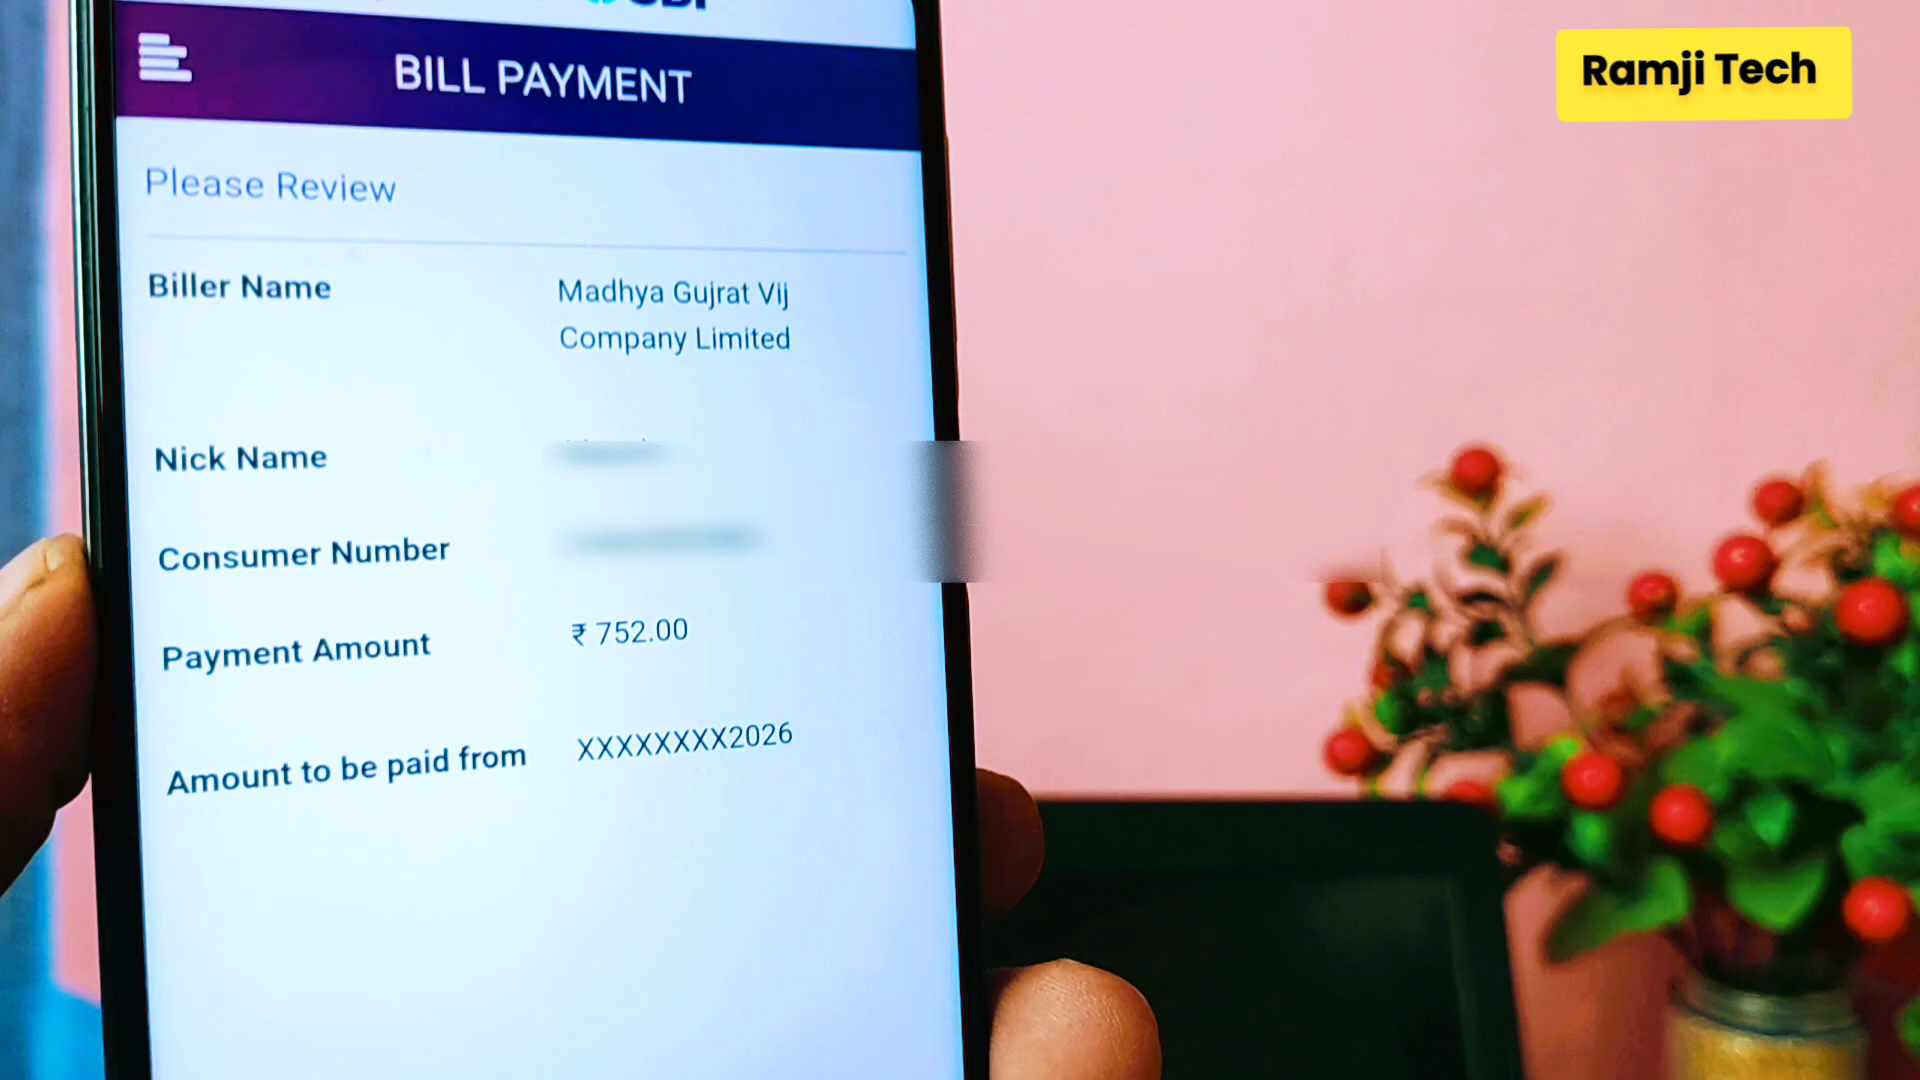 Ramji Tech
BILL PAYMENT
Please Review
Biller Name
Madhya Gujrat Vij
Company Limited
Nick Name
Consumer Number
Payment Amount
₹ 752.00
Amount to be paid from
XXXXXXXX2026